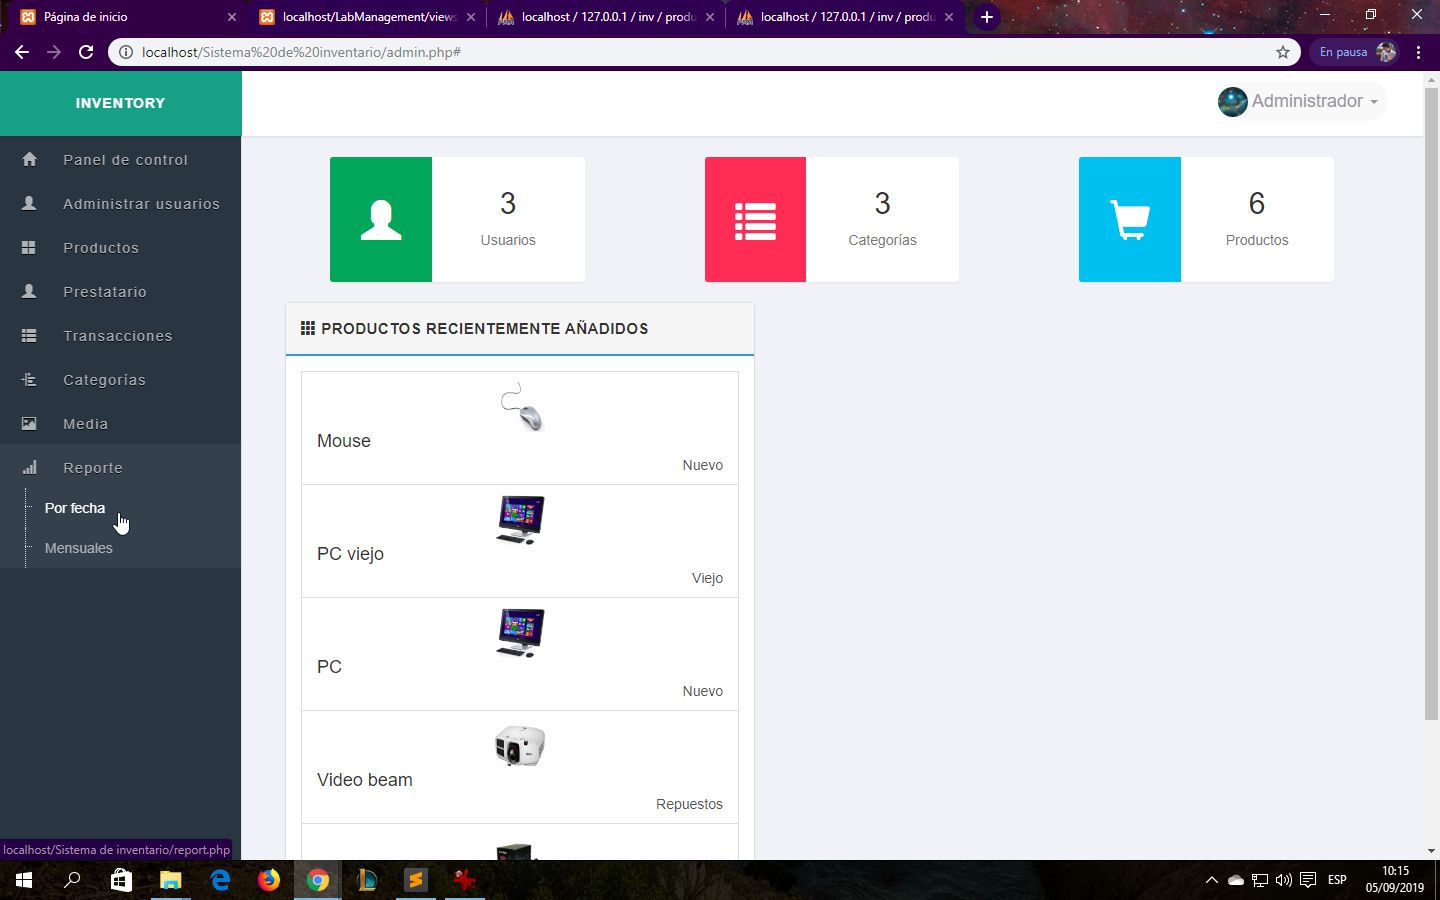 Página de inicio
localhost/LabManagement/views
localhost / 127.0.0.1 / inv / produ
localhost / 127.0.0.1 / inv / produ
localhost/Sistema%20de%20inventario/admin.php#
En pausa
INVENTORY
Administrador
Panel de control
Administrar usuarios
Productos
Prestatario
Transacciones
Categorías
Media
Reporte
Por fecha
Mensuales
3
Usuarios
3
Categorías
6
Productos
PRODUCTOS RECIENTEMENTE AÑADIDOS
Mouse
Nuevo
PC viejo
Viejo
PC
Nuevo
Video beam
Repuestos
localhost/Sistema de inventario/report.php
ESP
10:15
05/09/2019